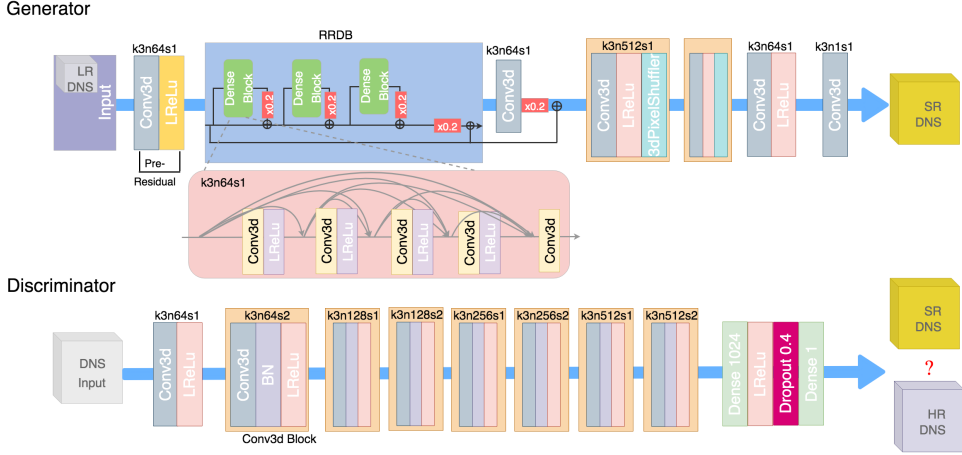 Generator
RRDB
k3n64s1
k3n64s1
k3n512s1
k3n64s1
k3n1s1
LR
DNS
Input
Conv3d
LReLu
Dense
Block
x0.2
Dense
Block
x0.2
Dense
Block
x0.2
x0.2
Conv3d
x0.2
Conv3d
LReLu
3dPixelShuffler
Conv3d
LReLu
Conv3d
SR
DNS
Pre-
Residual
k3n64s1
Conv3d
LReLu
Conv3d
LReLu
Conv3d
LReLu
Conv3d
LReLu
Conv3d
Discriminator
k3n64s1
k3n64s2
k3n128s1
k3n128s2
k3n256s1
k3n256s2
k3n512s1
k3n512s2
DNS
Input
Conv3d
LReLu
Conv3d
BN
LReLu
Dense 1024
LReLu
Dropout 0.4
Dense 1
SR
DNS
?
HR
DNS
Conv3d Block